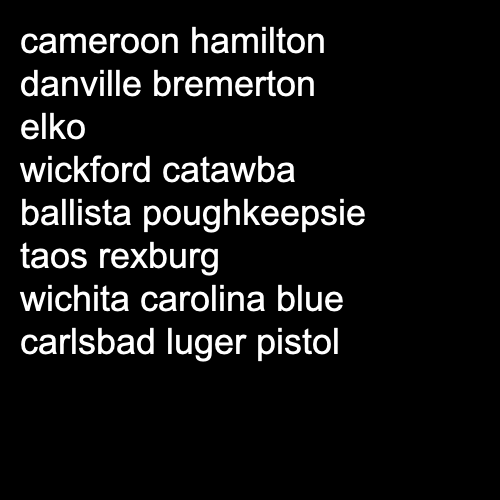 cameroon hamilton
danville bremerton
elko
wickford catawba
ballista poughkeepsie
taos rexburg
wichita carolina blue
carlsbad luger pistol